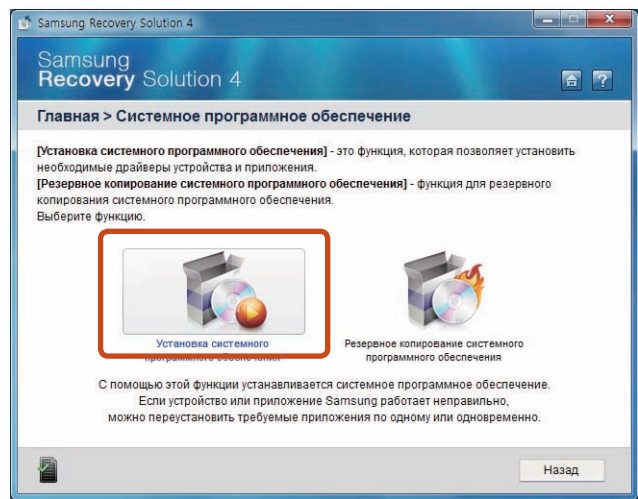 Samsung Recovery Solution 4
Samsung
Recovery Solution 4
?
Главная > Системное программное обеспечение
[Установка системного программного обеспечения] - это функция, которая позволяет установить
необходимые драйверы устройства и приложения.
[Резервное копирование системного программного обеспечения] - функция для резервного
копирования системного программного обеспечения.
Выберите функцию.
Установка системного
программного обеспечения
Резервное копирование системного
программного обеспечения
С помощью этой функции устанавливается системное программное обеспечение.
Если устройство или приложение Samsung работает неправильно,
можно переустановить требуемые приложения по одному или одновременно.
Назад